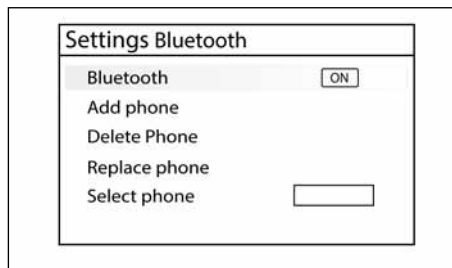 Settings Bluetooth
Bluetooth ON
Add phone
Delete Phone
Replace phone
Select phone